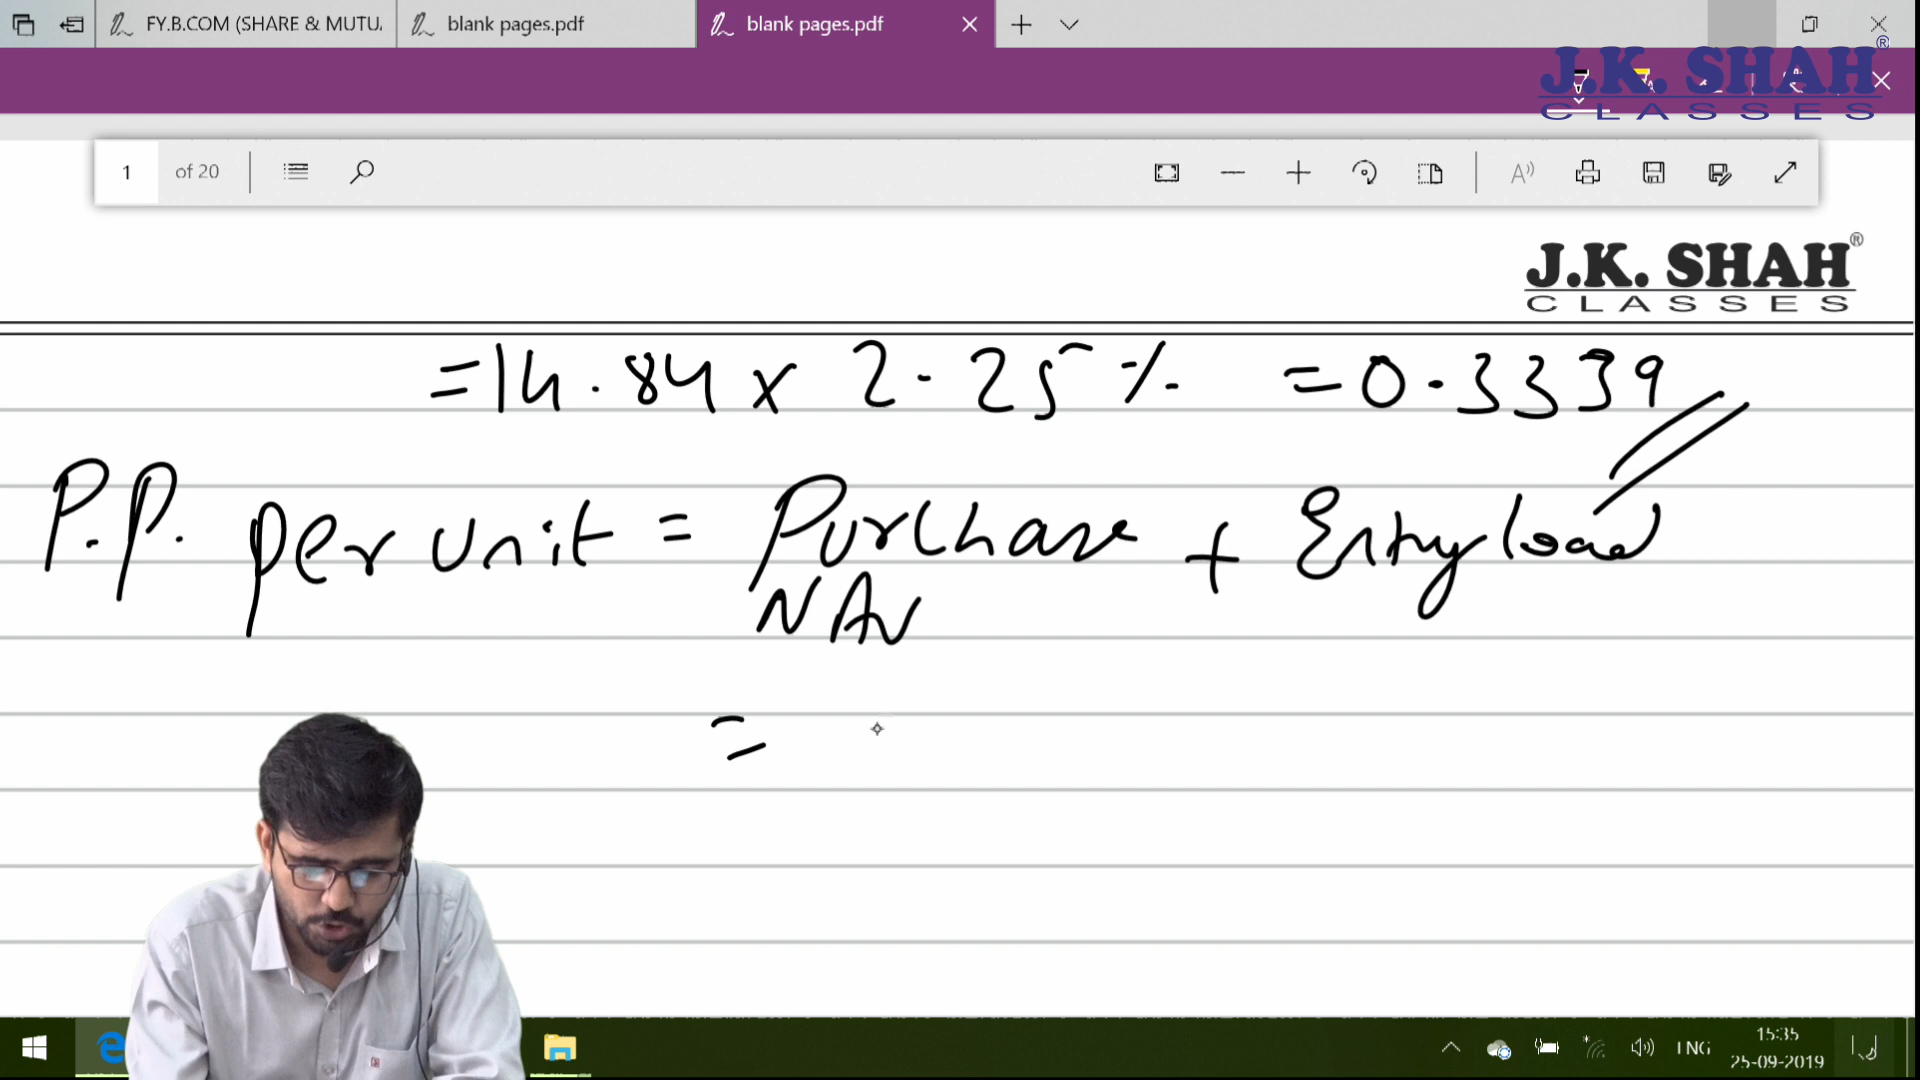 FY.B.COM (SHARE & MUTU
blank pages.pdf
blank pages.pdf
J.K. SHAH®
CLASSES
1 of 20
J.K. SHAH®
CLASSES
=14.84 x 2.25% =0.3339
P.P. per unit = Purchase + Entry load
NAV
=
ENG
15:35
25-09-2019